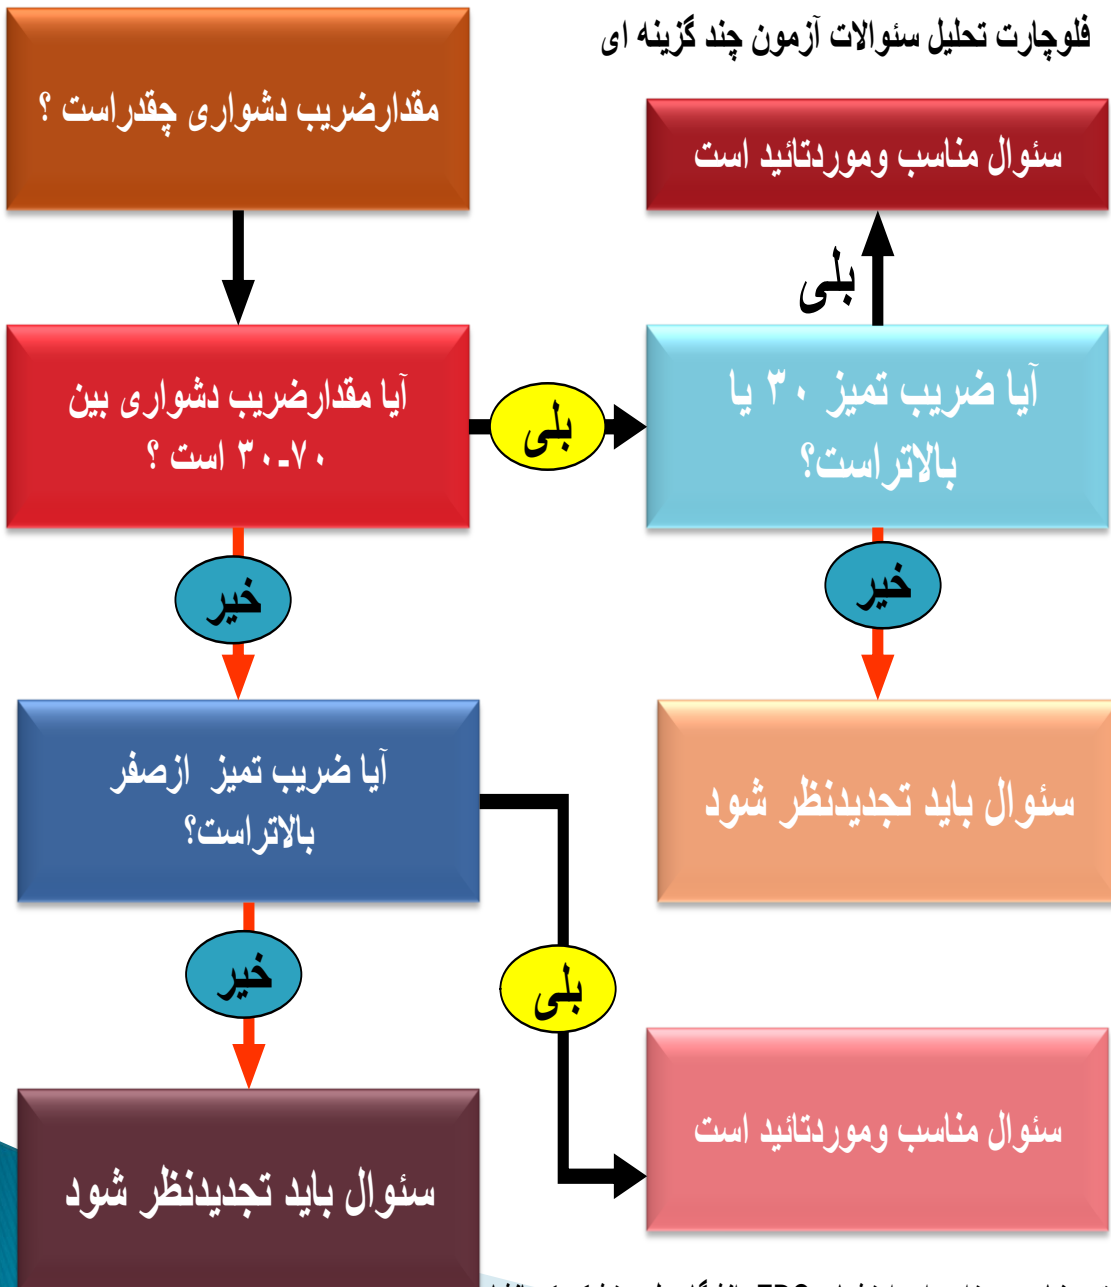 فلوچارت تحلیل سئوالات آزمون چند گزینه ای
مقدارضریب دشواری چقدراست ؟
سئوال مناسب وموردتائید است
بلی
آیا مقدارضریب دشواری بین
۳۰-۷۰ است ؟
بلی
آیا ضریب تمیز ۳۰ یا
بالاتراست؟
خیر
خیر
آیا ضریب تمیز ازصفر
بالاتراست؟
سئوال باید تجدیدنظر شود
خیر
بلی
سئوال مناسب وموردتائید است
سئوال باید تجدیدنظر شود